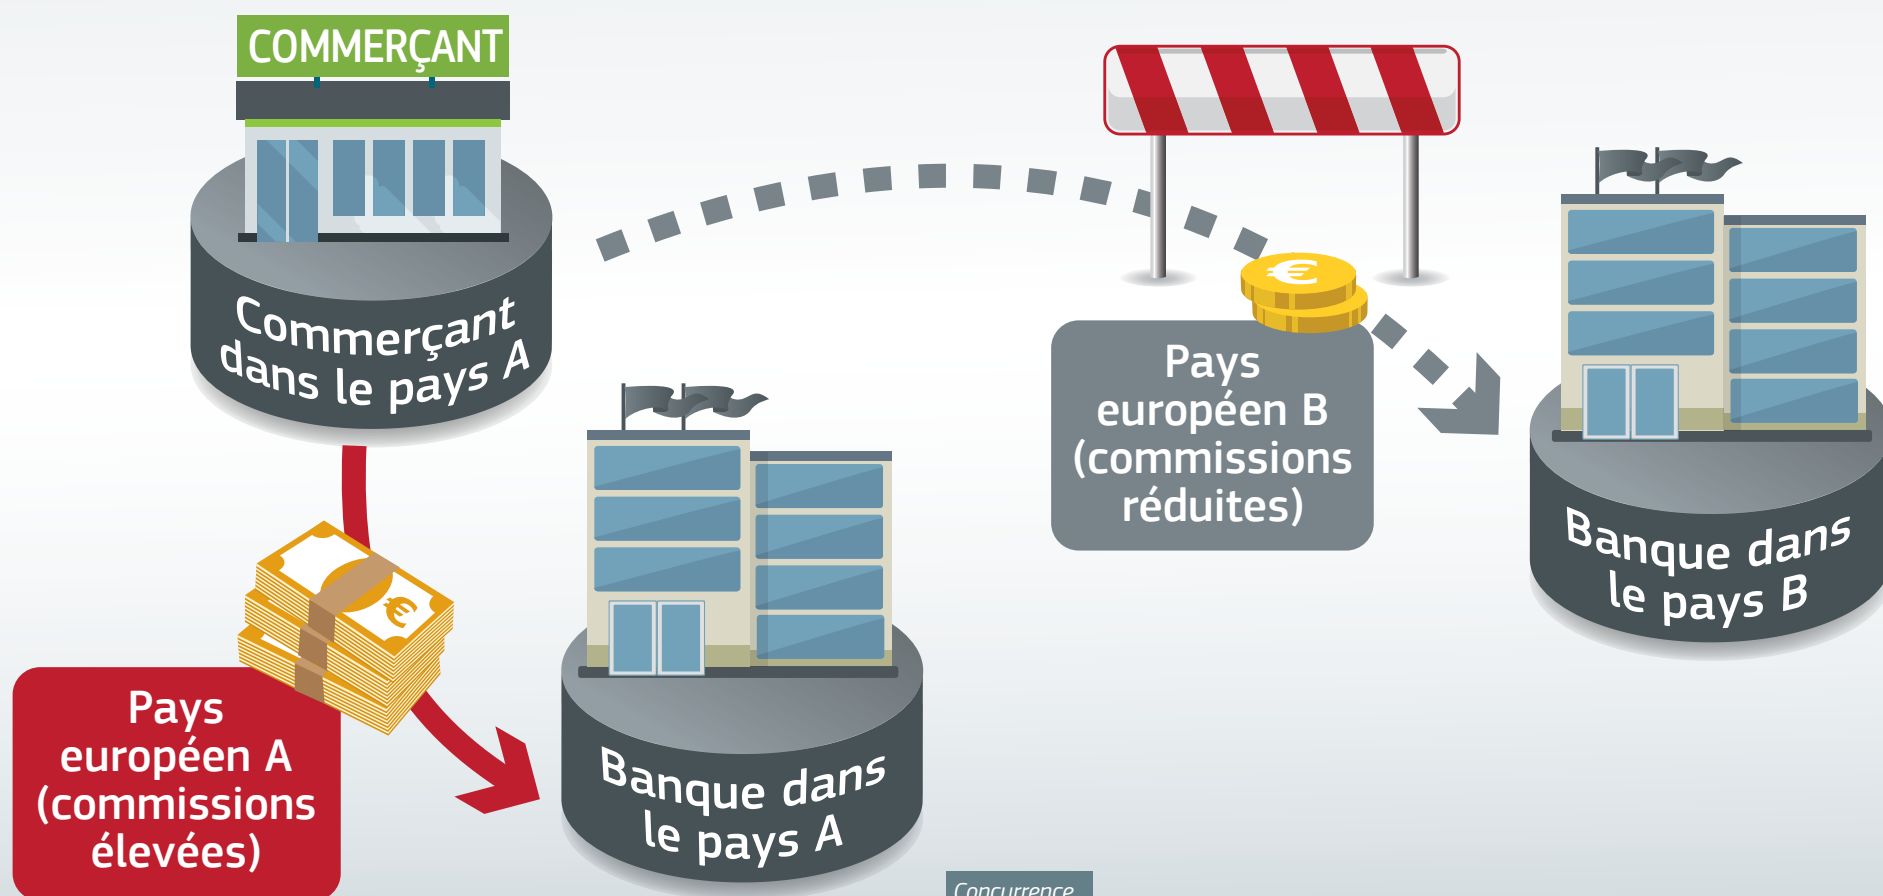 COMMERÇANT
Commerçant
dans le pays A
Pays
européen B
(commissions
réduites)
Banque dans
le pays B
Pays
européen A
(commissions
élevées)
Banque dans
le pays A
Concurrence